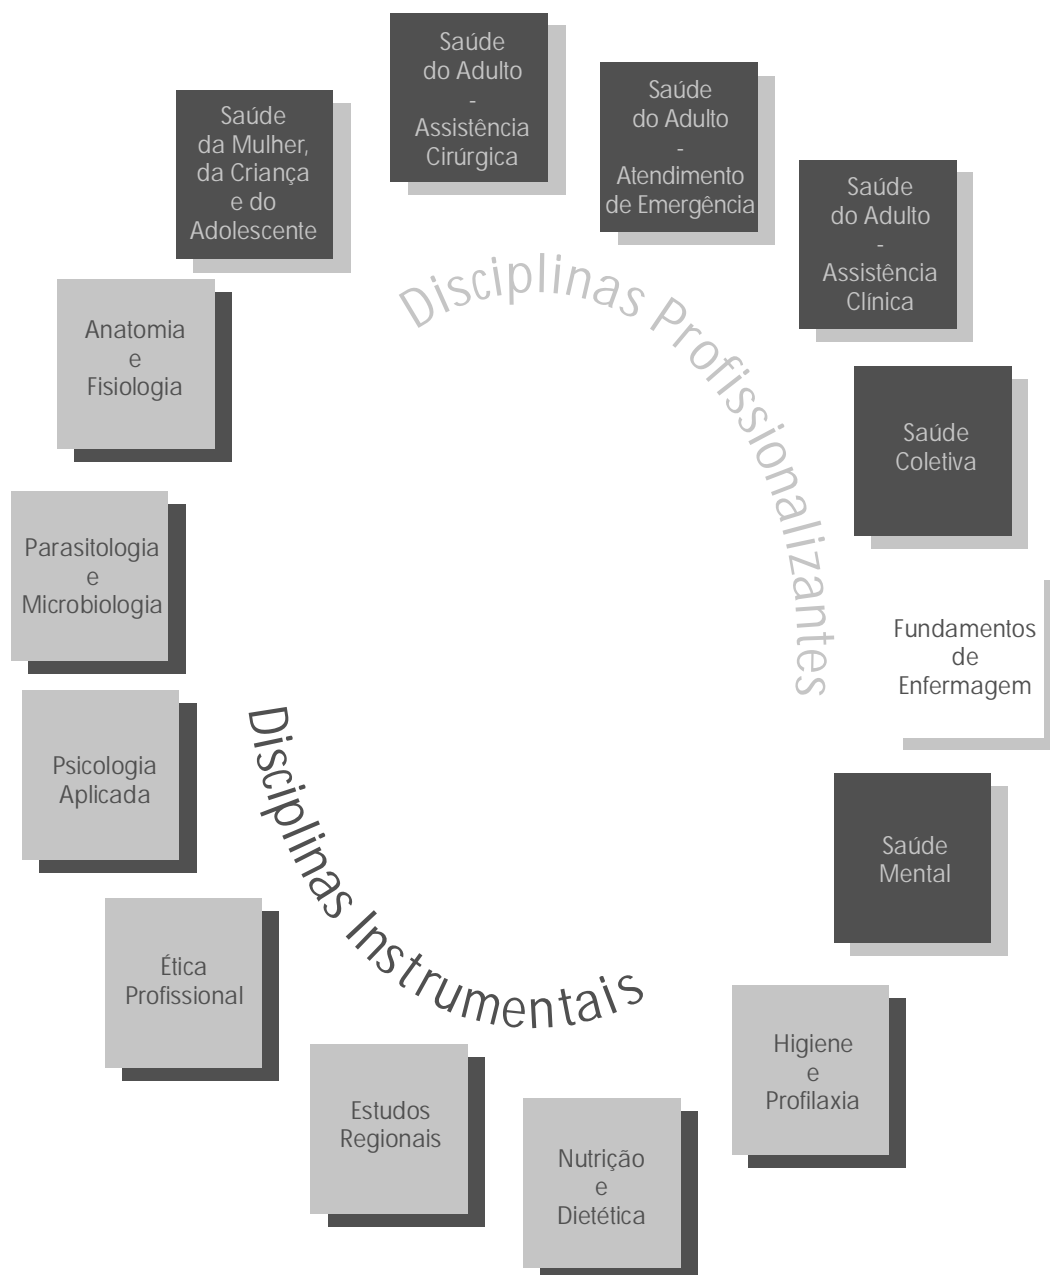 Saúde
do Adulto
-
Assistência
Cirúrgica
Saúde
do Adulto
-
Atendimento
de Emergência
Saúde
da Mulher,
da Criança
e do
Adolescente
Saúde
do Adulto
-
Assistência
Clínica
Disciplinas Profissionalizantes
Anatomia
e
Fisiologia
Saúde
Coletiva
Parasitologia
e
Microbiologia
Fundamentos
de
Enfermagem
Psicologia
Aplicada
Disciplinas Instrumentais
Saúde
Mental
Ética
Profissional
Higiene
e
Profilaxia
Estudos
Regionais
Nutrição
e
Dietética